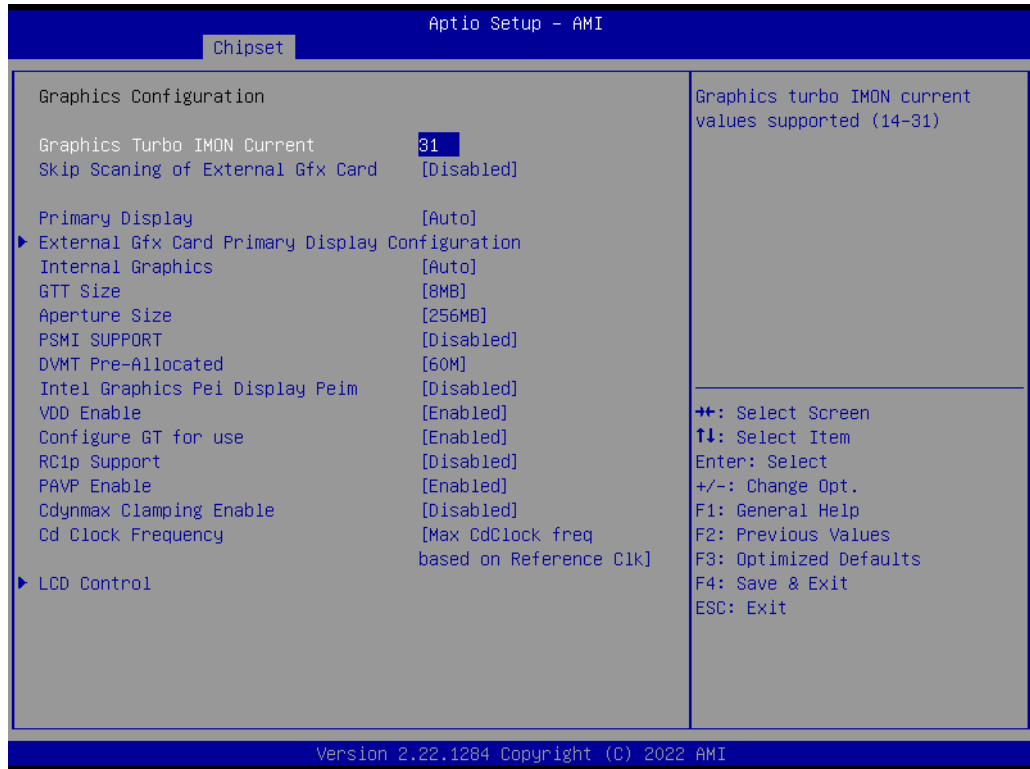 Aptio Setup – AMI
Chipset
Graphics Configuration
Graphics Turbo IMON Current 31
Skip Scaning of External Gfx Card [Disabled]
Primary Display [Auto]
External Gfx Card Primary Display Configuration
Internal Graphics [Auto]
GTT Size [8MB]
Aperture Size [256MB]
PSMI SUPPORT [Disabled]
DVMT Pre-Allocated [60M]
Intel Graphics Pei Display Peim [Disabled]
VDD Enable [Enabled]
Configure GT for use [Enabled]
RC1p Support [Disabled]
PAVP Enable [Enabled]
Cdynmax Clamping Enable [Disabled]
Cd Clock Frequency [Max CdClock freq
based on Reference Clk]
LCD Control
Graphics turbo IMON current
values supported (14-31)
→←: Select Screen
↑↓: Select Item
Enter: Select
+/-: Change Opt.
F1: General Help
F2: Previous Values
F3: Optimized Defaults
F4: Save & Exit
ESC: Exit
Version 2.22.1284 Copyright (C) 2022 AMI